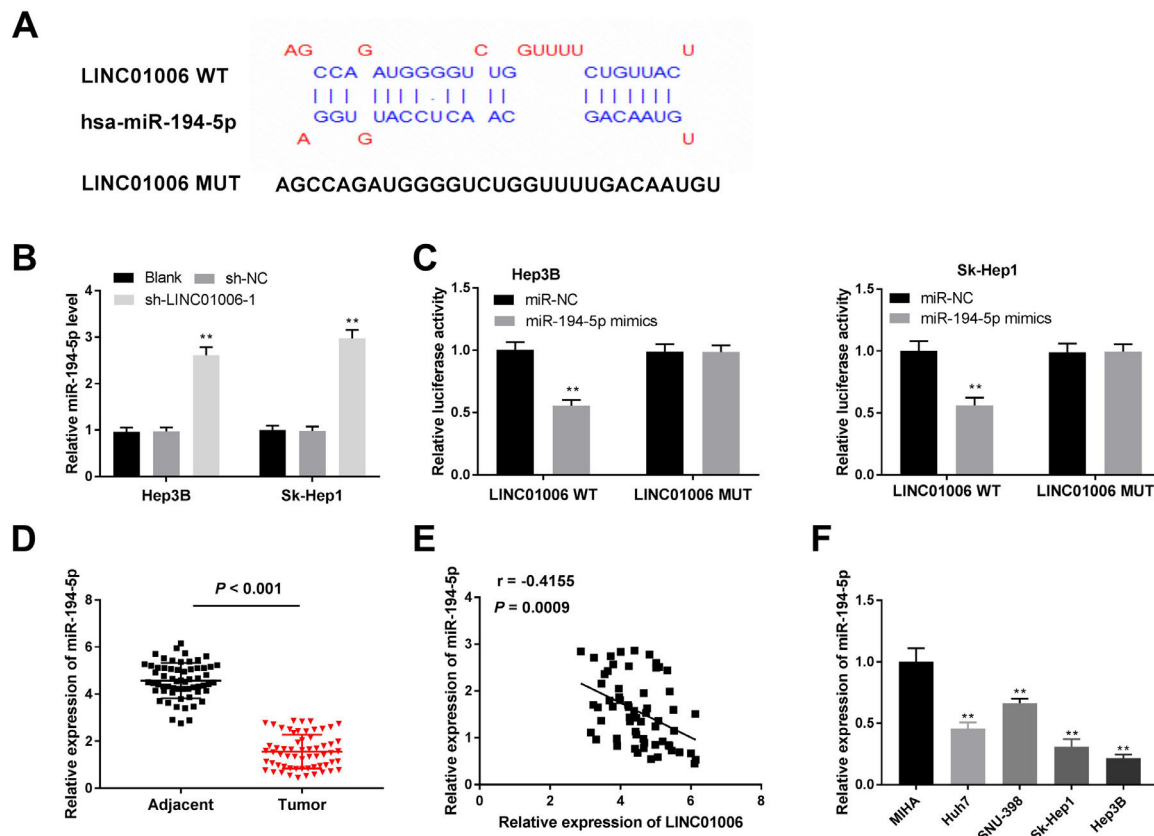 A
AG G C GUUUU U
LINC01006 WT CCA AUGGGGU UG CUGUUAC
hsa-miR-194-5p GGU UACCUCA AC GACAAUG
A G U
LINC01006 MUT AGCCAGAUGGGGUCUGGUUUUGACAAUGU
B
Blank sh-NC
sh-LINC01006-1
Relative miR-194-5p level
4
3
2
1
0
**
**
Hep3B Sk-Hep1
C
Hep3B
miR-NC
miR-194-5p mimics
Relative luciferase activity
1.5
1.0
0.5
0.0
**
LINC01006 WT LINC01006 MUT
Sk-Hep1
miR-NC
miR-194-5p mimics
Relative luciferase activity
1.5
1.0
0.5
0.0
**
LINC01006 WT LINC01006 MUT
D
P < 0.001
Relative expression of miR-194-5p
8
6
4
2
0
Adjacent Tumor
E
r = -0.4155
P = 0.0009
Relative expression of miR-194-5p
4
3
2
1
0
0 2 4 6 8
Relative expression of LINC01006
F
Relative expression of miR-194-5p
1.5
1.0
0.5
0.0
**
**
**
**
MIHA
Huh7
SNU-398
Sk-Hep1
Hep3B